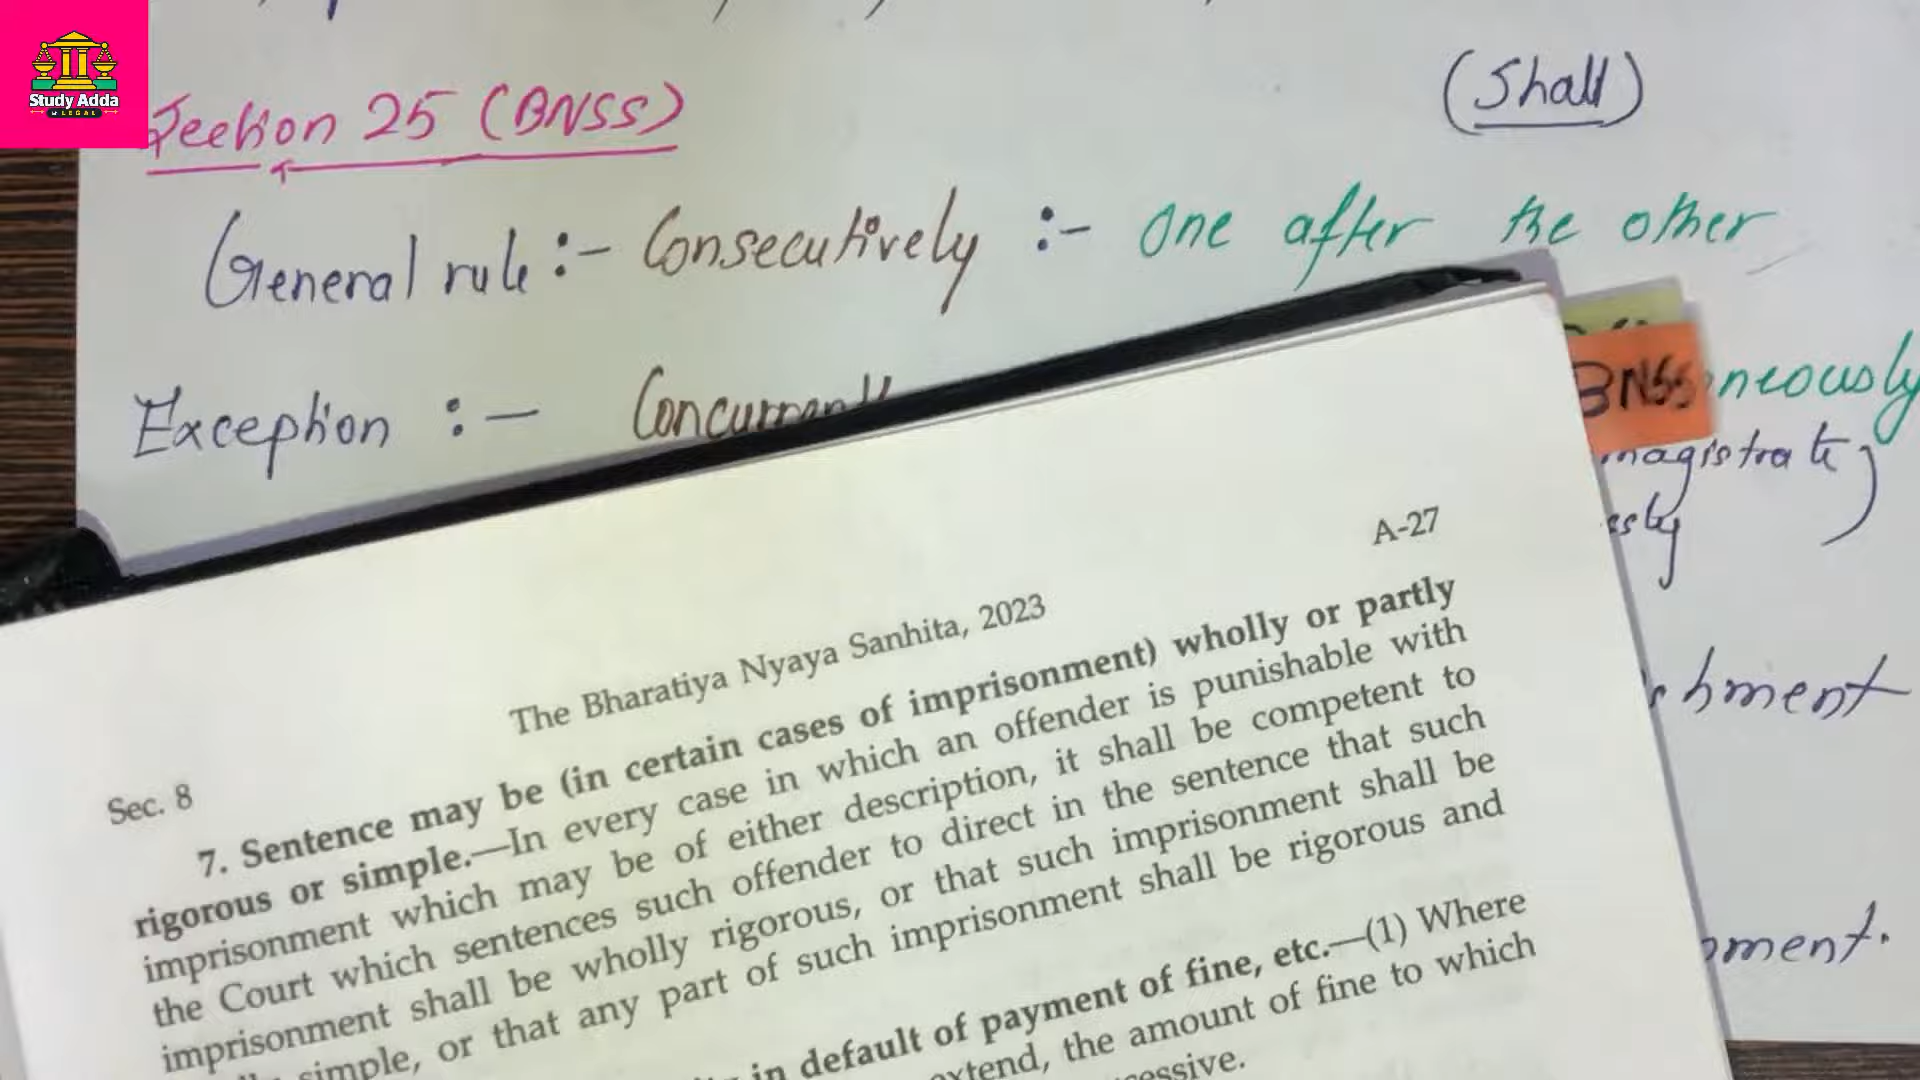 Study Adda
LEGAL
Section 25 (BNSS)
(Shall)
General rule :- Consecutively :- One after the other
Exception :-
BNSS
magistrate)
A-27
The Bharatiya Nyaya Sanhita, 2023
Sec. 8
7. Sentence may be (in certain cases of imprisonment) wholly or partly
rigorous or simple.—In every case in which an offender is punishable with
imprisonment which may be of either description, it shall be competent to
the Court which sentences such offender to direct in the sentence that such
imprisonment shall be wholly rigorous, or that such imprisonment shall be
simple, or that any part of such imprisonment shall be rigorous and
in default of payment of fine, etc.—(1) Where
extend, the amount of fine to which